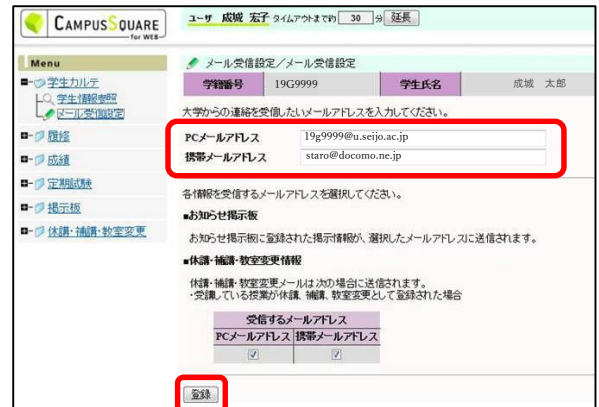 CAMPUSSQUARE
for WEB
ユーザ 成城 宏子 タイムアウトまで約 30 分 延長
Menu
学生カルテ
学生情報参照
メール受信設定
履修
成績
定期試験
掲示板
休講・補講・教室変更
メール受信設定／メール受信設定
学籍番号 19G9999 学生氏名 成城 太郎
大学からの連絡を受信したいメールアドレスを入力してください。
PCメールアドレス 19g9999@u.seijo.ac.jp
携帯メールアドレス staro@docomo.ne.jp
各情報を受信するメールアドレスを選択してください。
■お知らせ掲示板
お知らせ掲示板に登録された掲示情報が、選択したメールアドレスに送信されます。
■休講・補講・教室変更情報
休講・補講・教室変更メールは次の場合に送信されます。
・受講している授業が休講、補講、教室変更として登録された場合
受信するメールアドレス
PCメールアドレス 携帯メールアドレス
登録